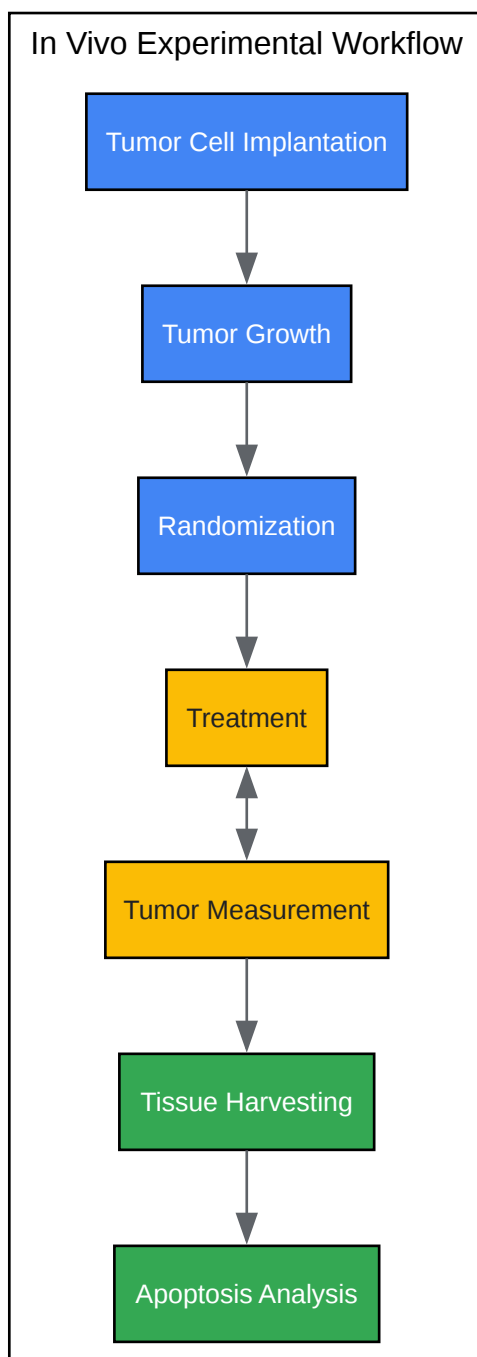 In Vivo Experimental Workflow
Tumor Cell Implantation
Tumor Growth
Randomization
Treatment
Tumor Measurement
Tissue Harvesting
Apoptosis Analysis